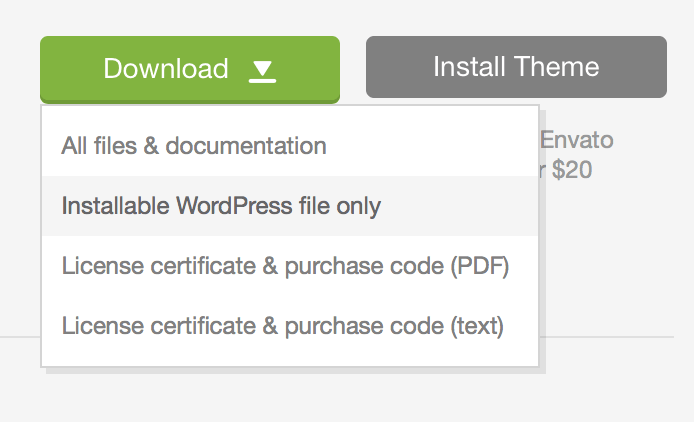 Download
Install Theme
All files & documentation
Envato
Installable WordPress file only
$20
License certificate & purchase code (PDF)
License certificate & purchase code (text)